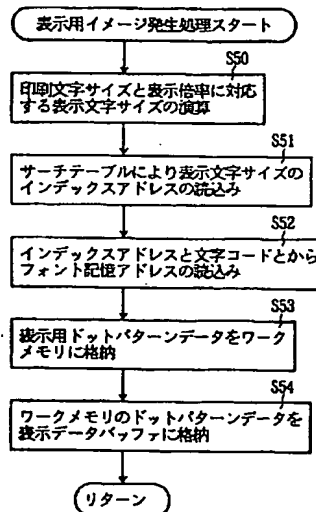 表示用イメージ発生処理スタート
S50
印刷文字サイズと表示倍率に対応
する表示文字サイズの演算
S51
サーチテーブルにより表示文字サイズの
インデックスアドレスの読込み
S52
インデックスアドレスと文字コードとから
フォント記憶アドレスの読込み
S53
表示用ドットパターンデータをワーク
メモリに格納
S54
ワークメモリのドットパターンデータを
表示データバッファに格納
リターン